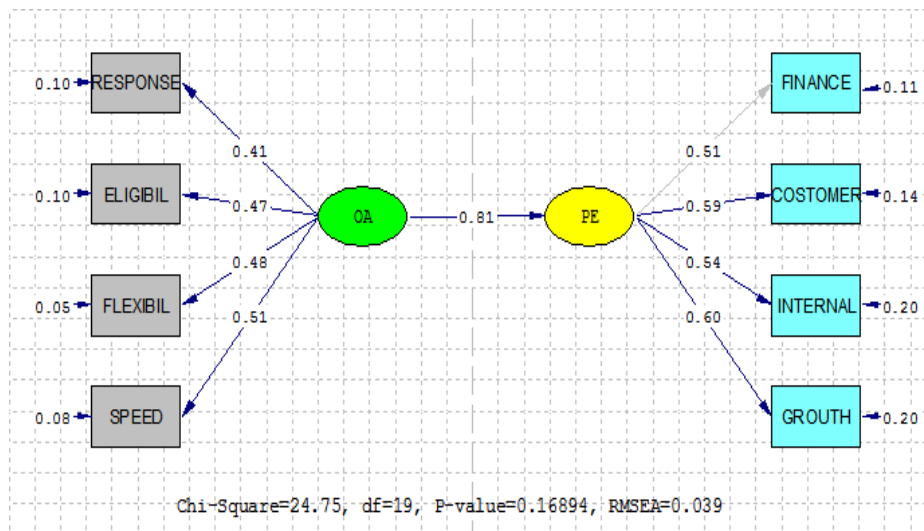 0.10 RESPONSE
0.41
0.10 ELIGIBIL
0.47
0.05 FLEXIBIL
0.48
0.08 SPEED
0.51
OA
0.81
PE
FINANCE 0.11
0.51
COSTOMER 0.14
0.59
INTERNAL 0.20
0.54
GROUTH 0.20
0.60
Chi-Square=24.75, df=19, P-value=0.16894, RMSEA=0.039